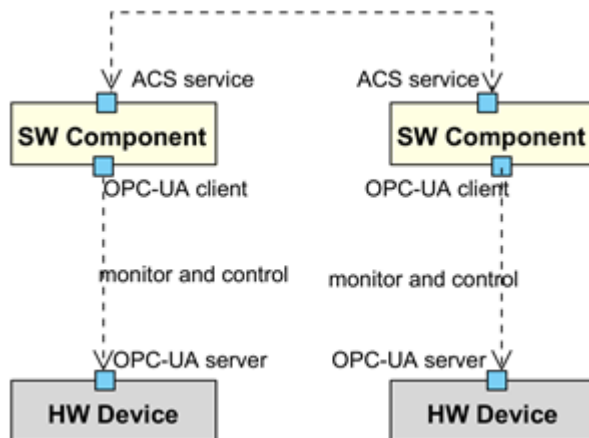 ACS service
ACS service
SW Component
SW Component
OPC-UA client
OPC-UA client
monitor and control
monitor and control
OPC-UA server
OPC-UA server
HW Device
HW Device